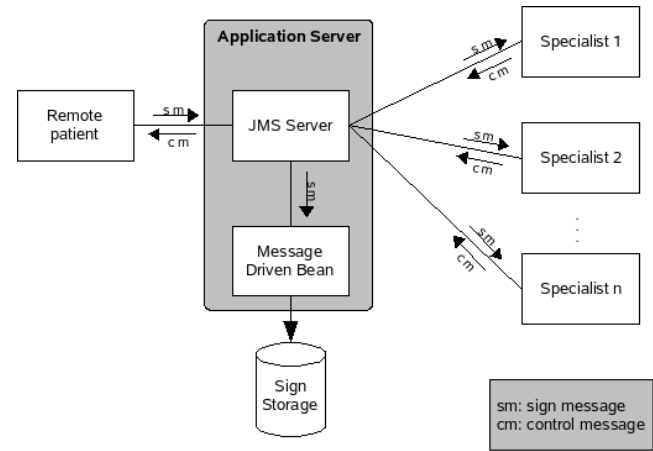 Application Server
Remote
patient
sm
cm
JMS Server
sm
cm
Specialist 1
sm
cm
Specialist 2
sm
cm
Specialist n
sm
Message
Driven Bean
Sign
Storage
sm: sign message
cm: control message